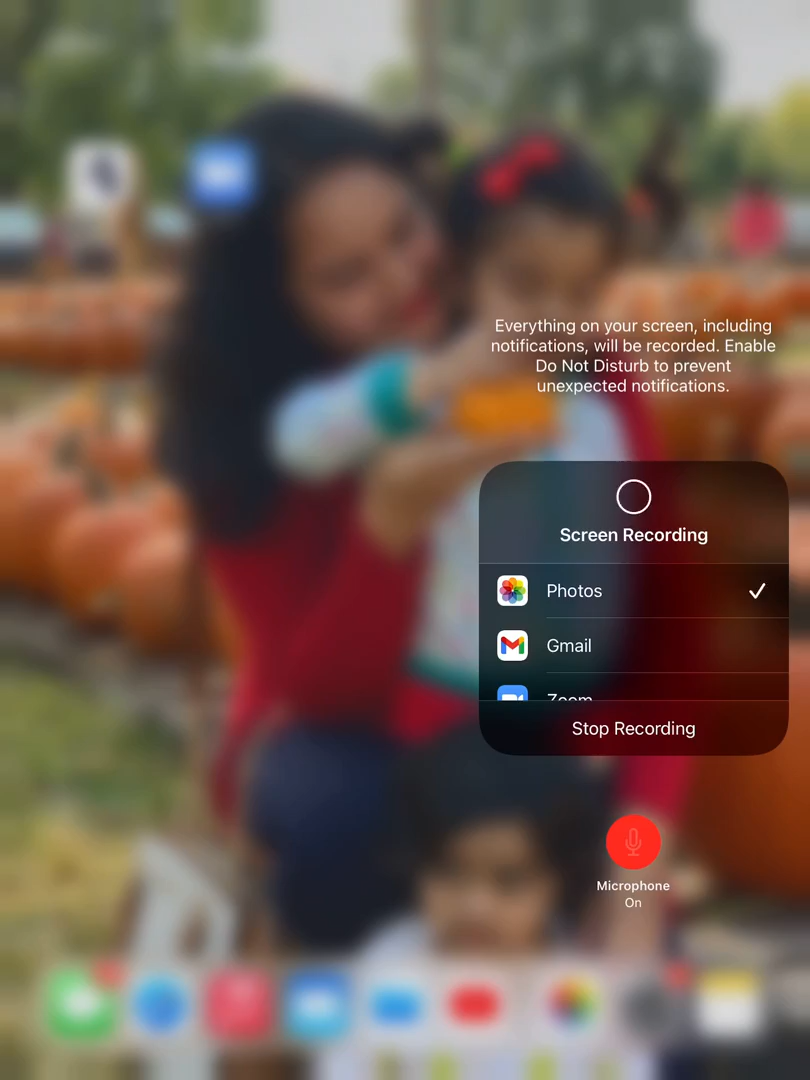 Everything on your screen, including
notifications, will be recorded. Enable
Do Not Disturb to prevent
unexpected notifications.
Screen Recording
Photos
Gmail
Zoom
Stop Recording
Microphone
On